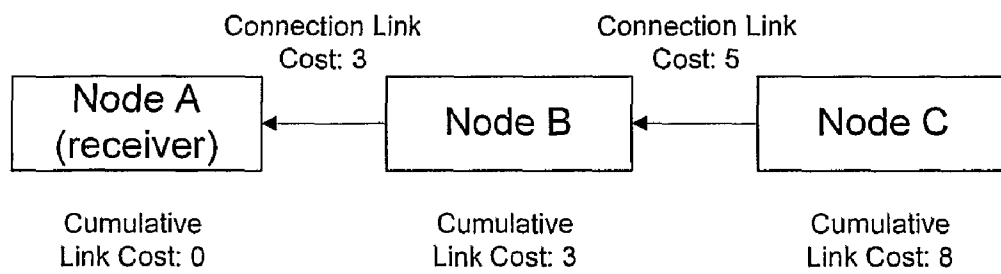 Connection Link
Cost: 3
Connection Link
Cost: 5
Node A
(receiver)
Node B
Node C
Cumulative
Link Cost: 0
Cumulative
Link Cost: 3
Cumulative
Link Cost: 8